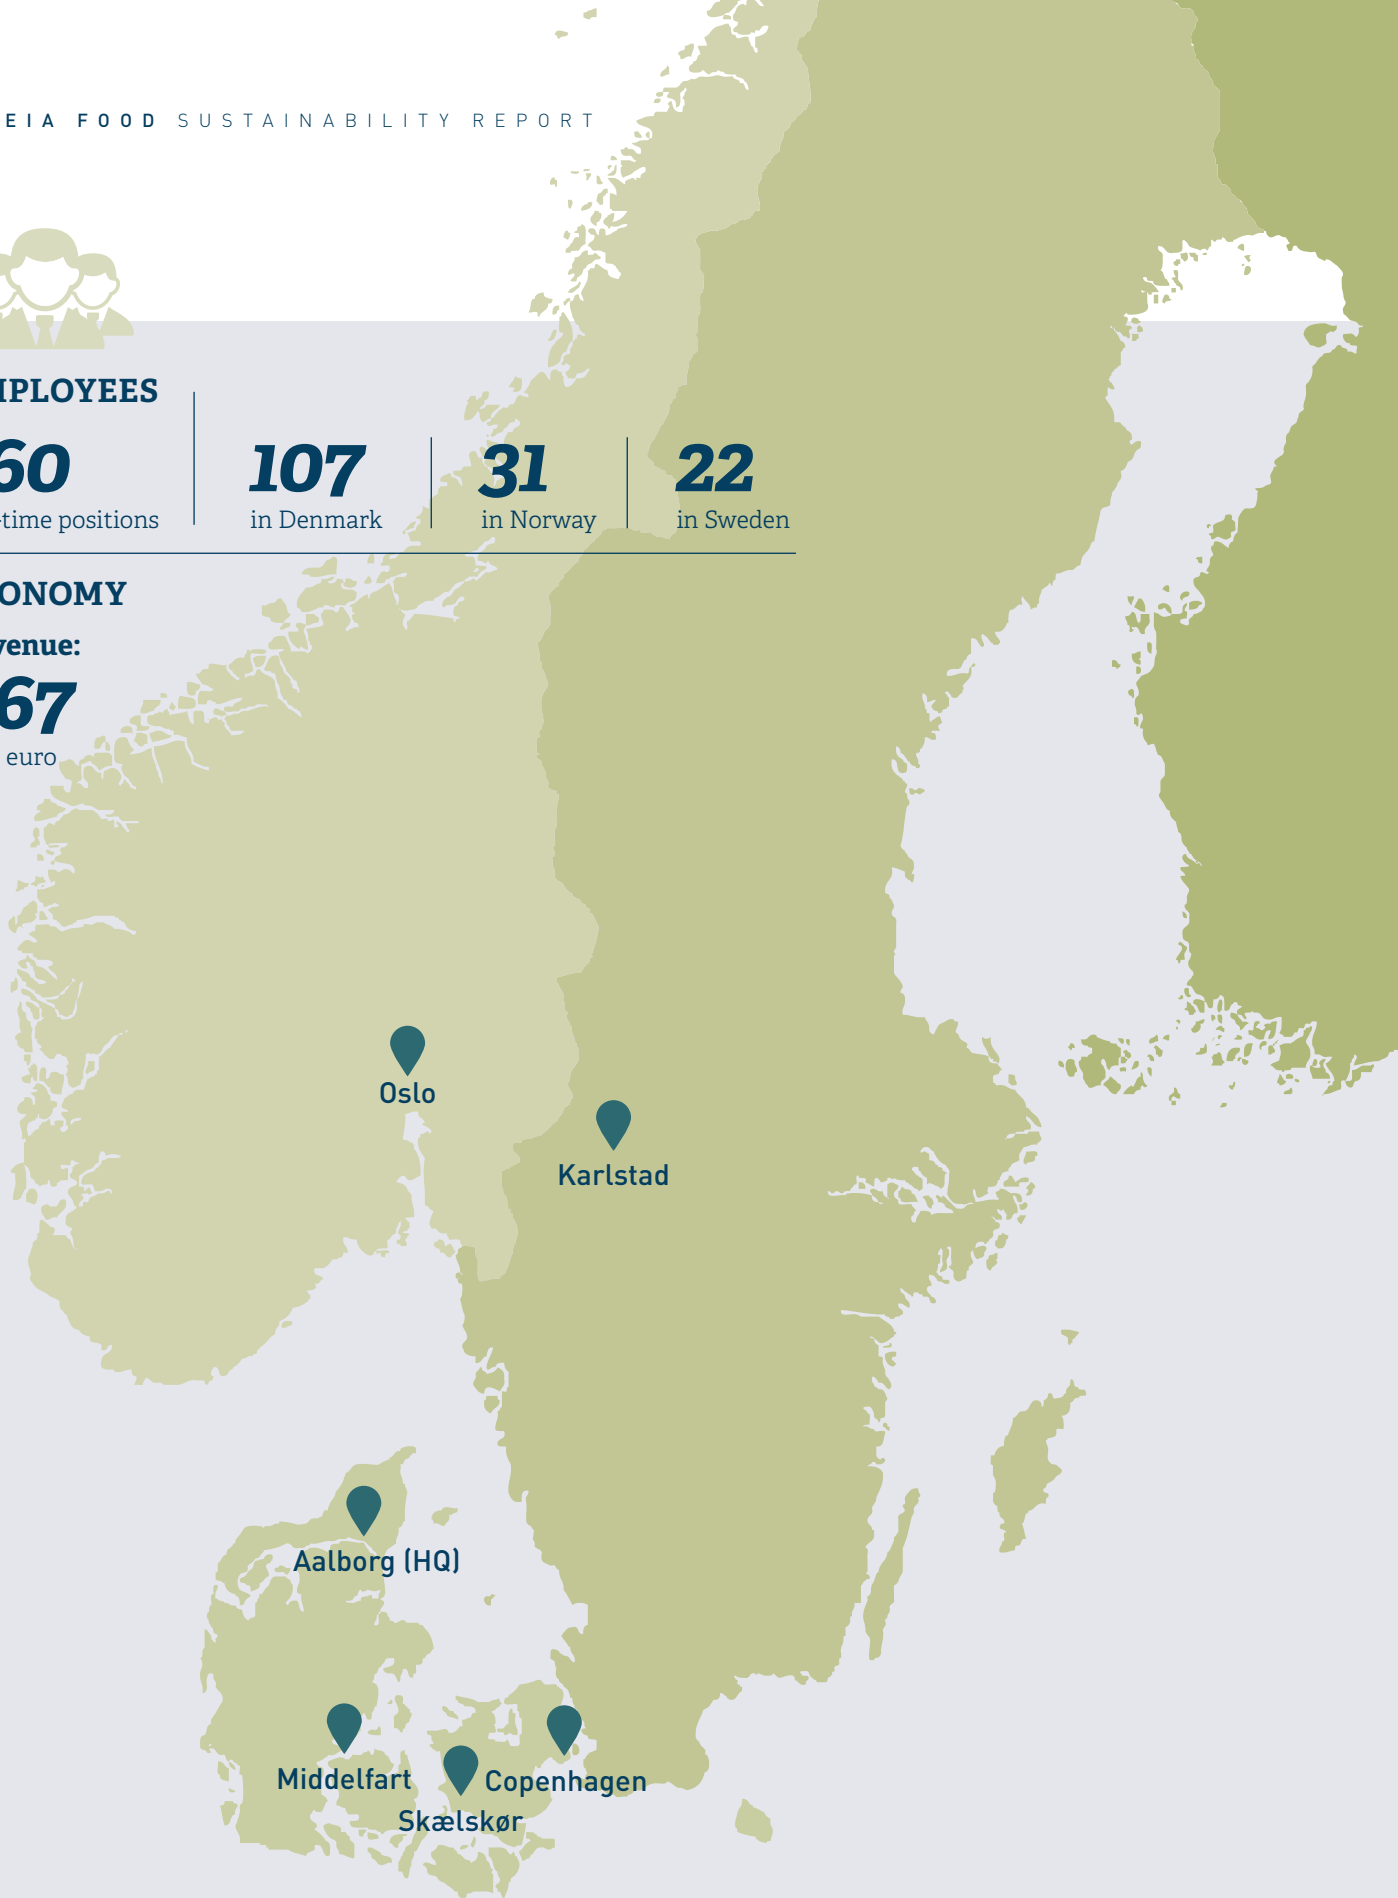 EIA FOOD SUSTAINABILITY REPORT
PLOYEES
60
-time positions
107
in Denmark
31
in Norway
22
in Sweden
ONOMY
venue:
67
euro
Oslo
Karlstad
Aalborg (HQ)
Middelfart
Copenhagen
Skælskør